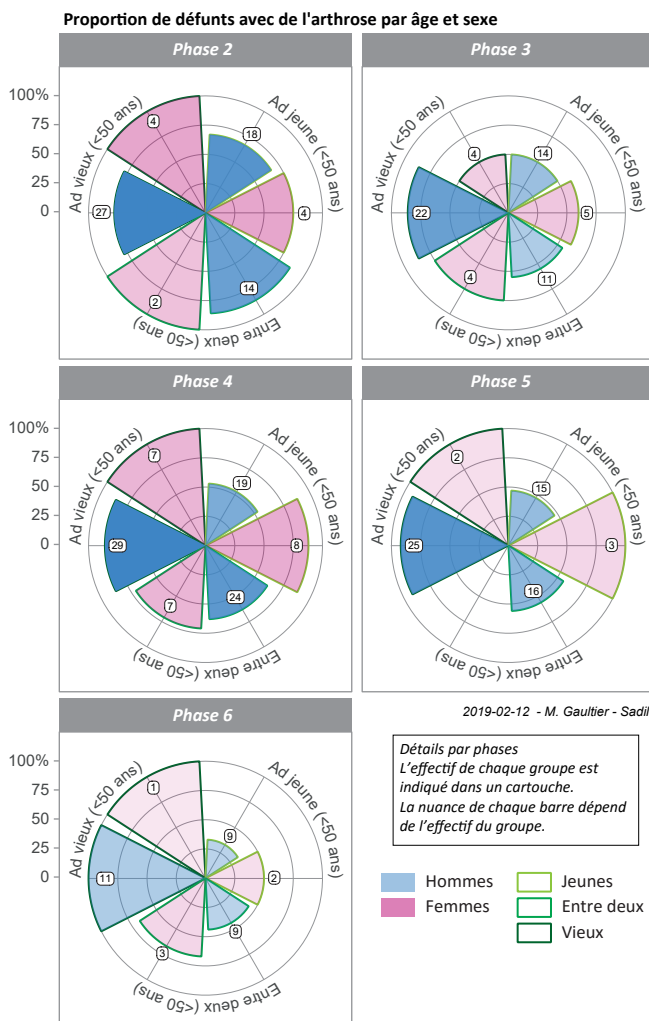 Proportion de défunts avec de l'arthrose par âge et sexe
Phase 2
Phase 3
100%
75
50
25
0
Ad vieux (<50 ans)
Ad jeune (<50 ans)
Entre deux (<50 ans)
4
18
27
4
2
14
Ad vieux (<50 ans)
Ad jeune (<50 ans)
Entre deux (<50 ans)
4
14
22
5
4
11
Phase 4
Phase 5
100%
75
50
25
0
Ad vieux (<50 ans)
Ad jeune (<50 ans)
Entre deux (<50 ans)
7
19
29
8
7
24
Ad vieux (<50 ans)
Ad jeune (<50 ans)
Entre deux (<50 ans)
2
15
25
3
16
Phase 6
2019-02-12 - M. Gaultier - Sadil
100%
75
50
25
0
Ad vieux (<50 ans)
Ad jeune (<50 ans)
Entre deux (<50 ans)
1
9
11
2
3
9
Détails par phases
L'effectif de chaque groupe est
indiqué dans un cartouche.
La nuance de chaque barre dépend
de l'effectif du groupe.
Hommes
Femmes
Jeunes
Entre deux
Vieux